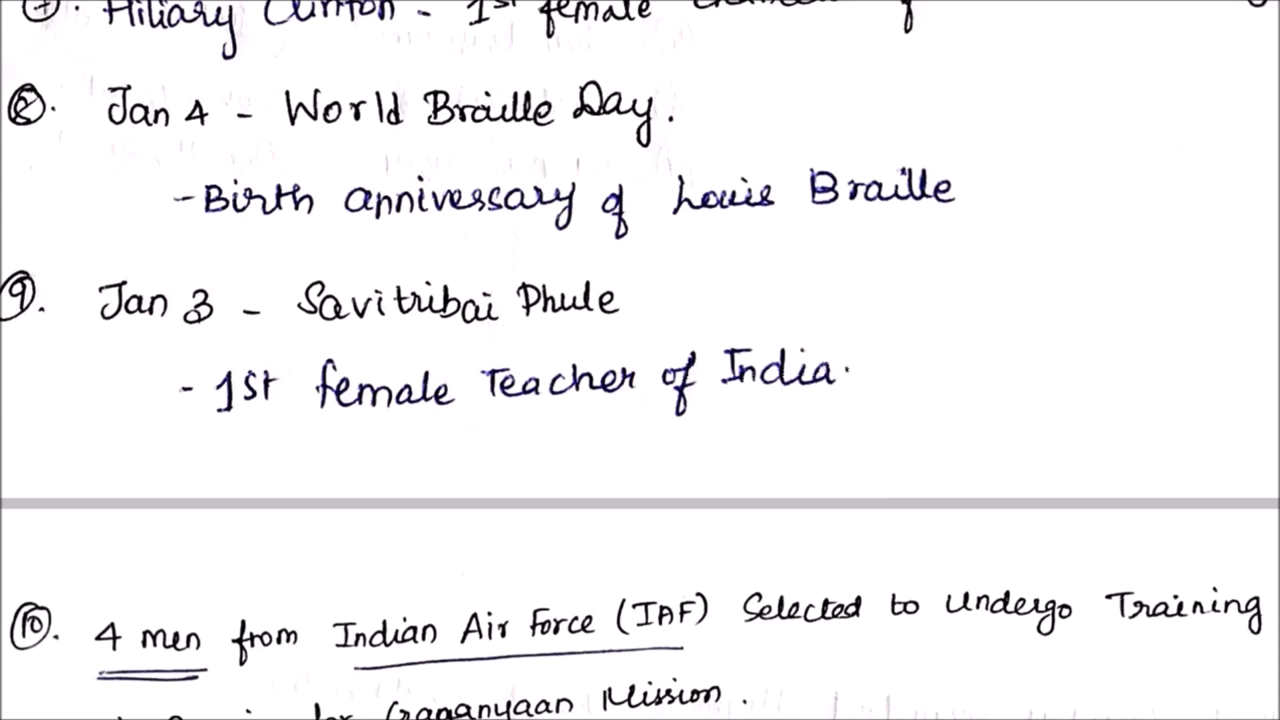 7. Hiliary Clinton - 1st female
8. Jan 4 - World Braille Day.
- Birth anniversary of Louis Braille
9. Jan 3 - Savitribai Phule
- 1st female Teacher of India.
10. 4 men from Indian Air Force (IAF) Selected to Undergo Training
Gaganyaan Mission.